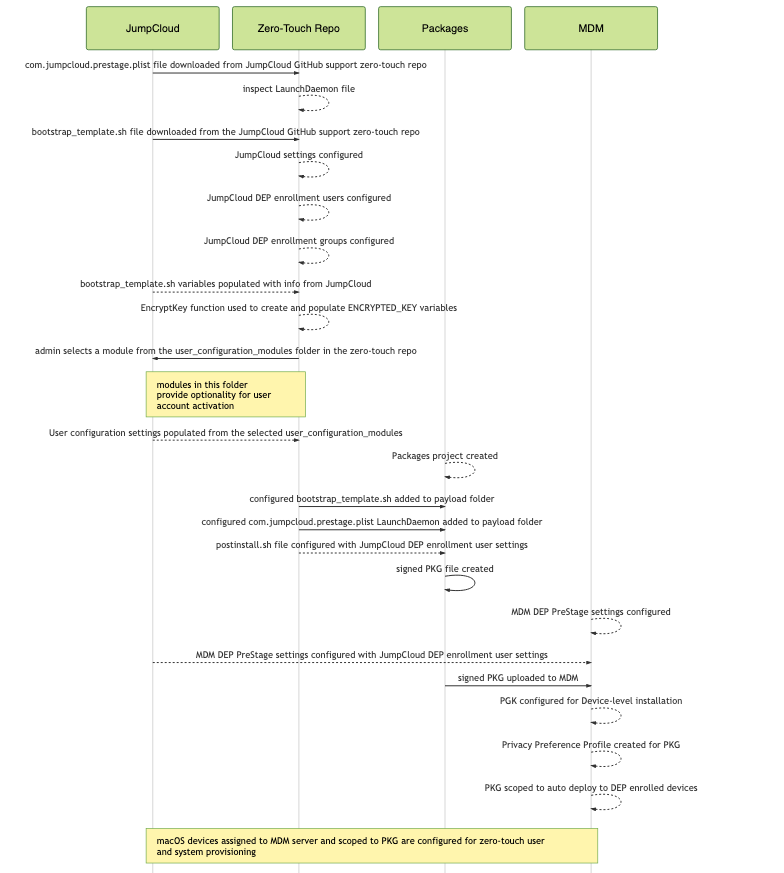 JumpCloud
Zero-Touch Repo
Packages
MDM
com.jumpcloud.prestage.plist file downloaded from JumpCloud GitHub support zero-touch repo
inspect LaunchDaemon file
bootstrap_template.sh file downloaded from the JumpCloud GitHub support zero-touch repo
JumpCloud settings configured
JumpCloud DEP enrollment users configured
JumpCloud DEP enrollment groups configured
bootstrap_template.sh variables populated with info from JumpCloud
EncryptKey function used to create and populate ENCRYPTED_KEY variables
admin selects a module from the user_configuration_modules folder in the zero-touch repo
modules in this folder
provide optionality for user
account activation
User configuration settings populated from the selected user_configuration_modules
Packages project created
configured bootstrap_template.sh added to payload folder
configured com.jumpcloud.prestage.plist LaunchDaemon added to payload folder
postinstall.sh file configured with JumpCloud DEP enrollment user settings
signed PKG file created
MDM DEP PreStage settings configured
MDM DEP PreStage settings configured with JumpCloud DEP enrollment user settings
signed PKG uploaded to MDM
PGK configured for Device-level installation
Privacy Preference Profile created for PKG
PKG scoped to auto deploy to DEP enrolled devices
macOS devices assigned to MDM server and scoped to PKG are configured for zero-touch user
and system provisioning